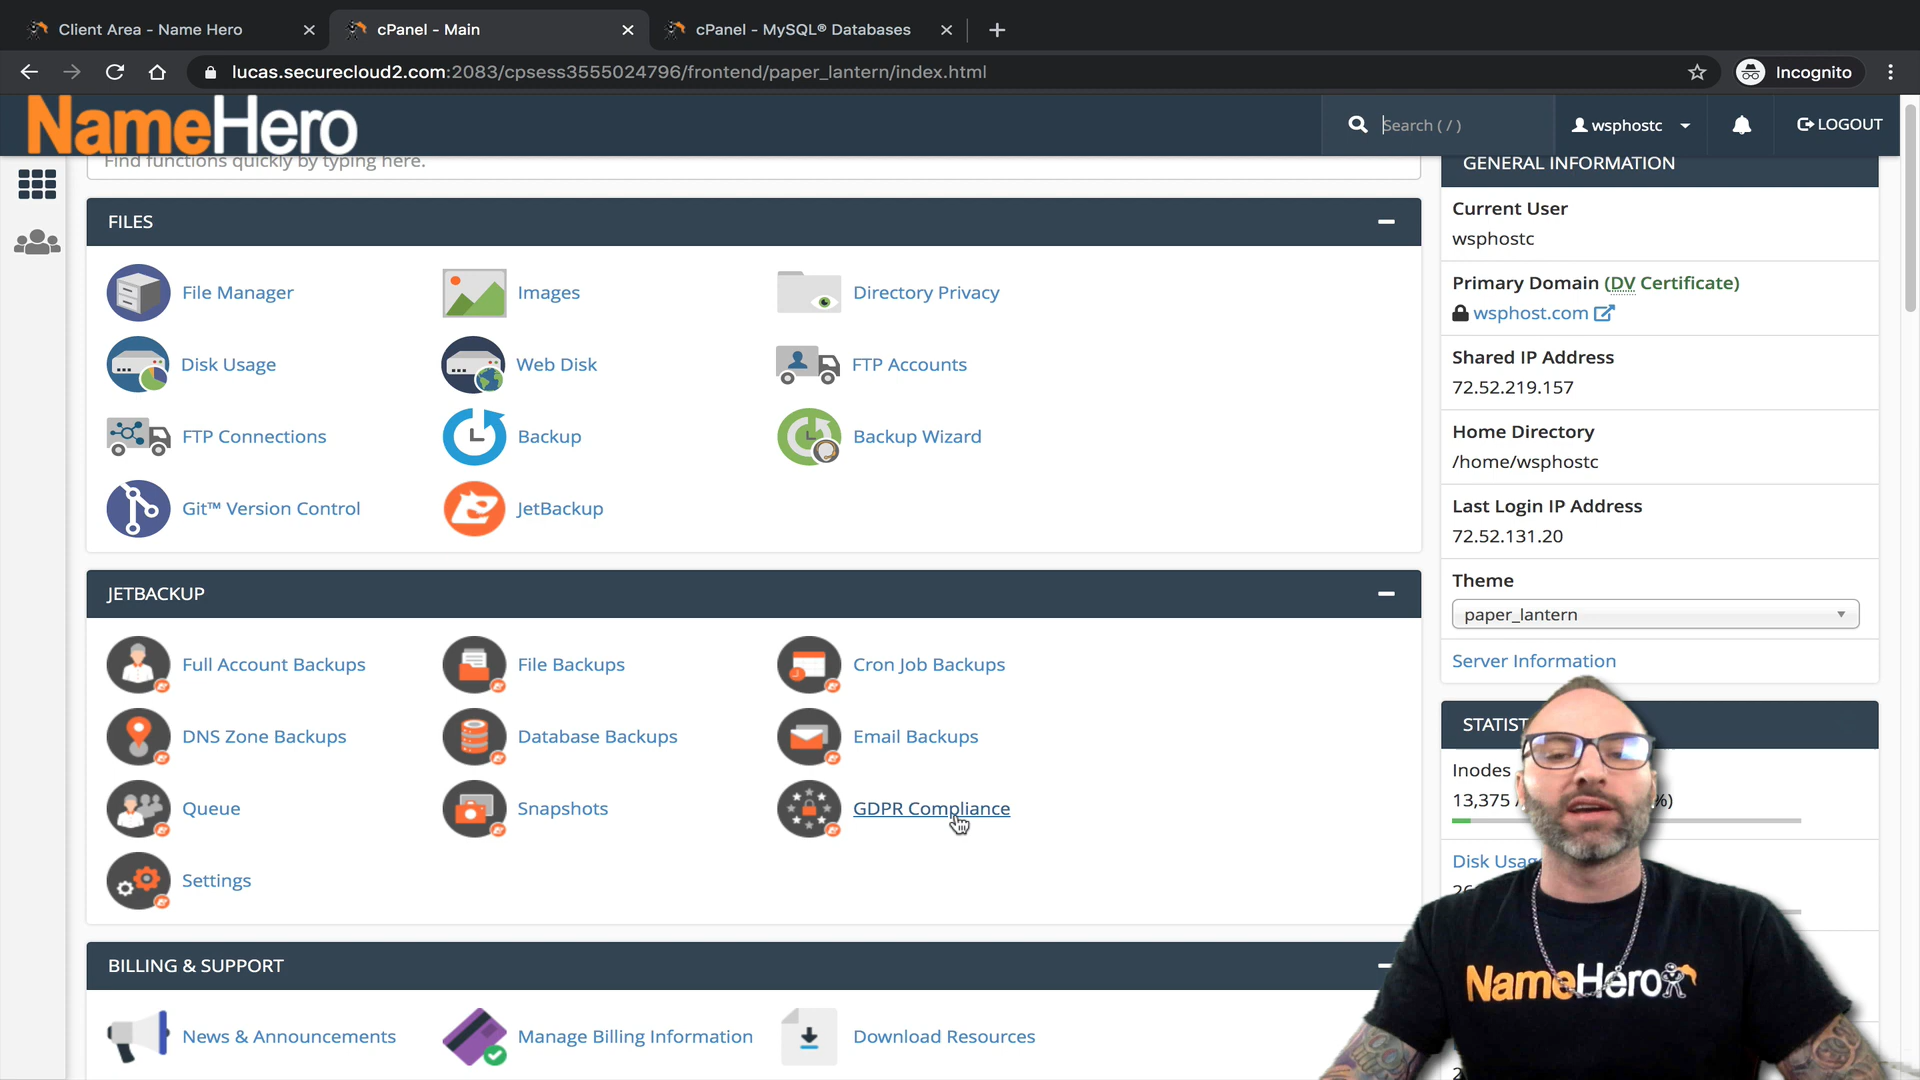 Client Area - Name Hero
cPanel - Main
cPanel - MySQL® Databases
lucas.securecloud2.com:2083/cpsess3555024796/frontend/paper_lantern/index.html
Incognito
NameHero
Search ( / )
wsphostc
LOGOUT
Find functions quickly by typing here.
FILES
File Manager
Images
Directory Privacy
Disk Usage
Web Disk
FTP Accounts
FTP Connections
Backup
Backup Wizard
Git™ Version Control
JetBackup
JETBACKUP
Full Account Backups
File Backups
Cron Job Backups
DNS Zone Backups
Database Backups
Email Backups
Queue
Snapshots
GDPR Compliance
Settings
BILLING & SUPPORT
News & Announcements
Manage Billing Information
Download Resources
GENERAL INFORMATION
Current User
wsphostc
Primary Domain (DV Certificate)
wsphost.com
Shared IP Address
72.52.219.157
Home Directory
/home/wsphostc
Last Login IP Address
72.52.131.20
Theme
paper_lantern
Server Information
Inodes
13,375
%)
Disk
NameHero